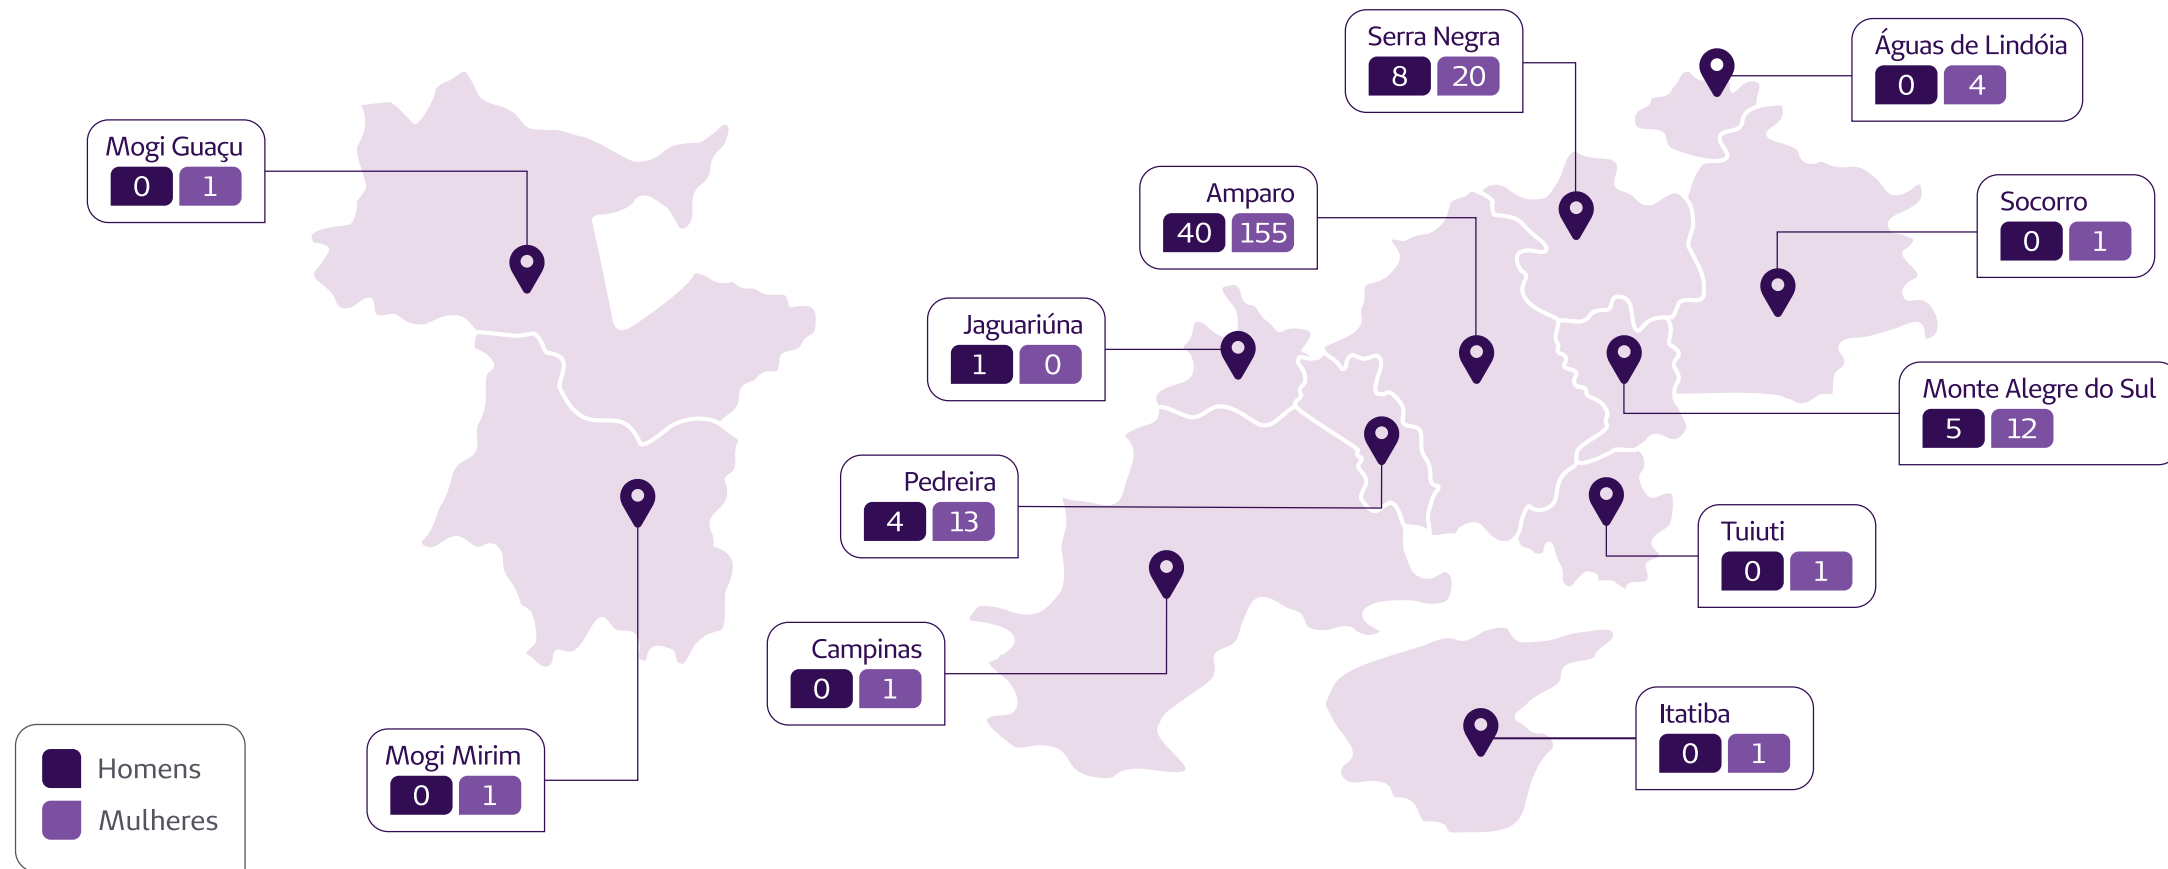 Serra Negra
8 20
Águas de Lindóia
0 4
Mogi Guaçu
0 1
Amparo
40 155
Socorro
0 1
Jaguariúna
1 0
Monte Alegre do Sul
5 12
Pedreira
4 13
Tuiuti
0 1
Campinas
0 1
Itatiba
0 1
Mogi Mirim
0 1
Homens
Mulheres